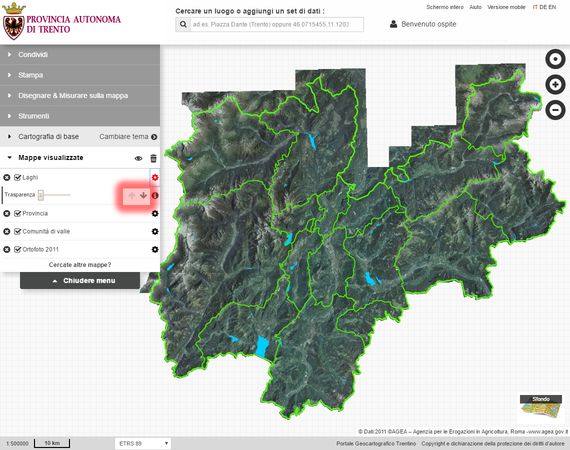 PROVINCIA AUTONOMA
DI TRENTO
Cercare un luogo o aggiungi un set di dati :
ad es. Piazza Dante (Trento) oppure 46.0715455,11.1203
Schermo intero
Aiuto
Versione mobile
IT DE EN
Benvenuto ospite
Condividi
Stampa
Disegnare & Misurare sulla mappa
Strumenti
Cartografia di base
Cambiare tema
Mappe visualizzate
Laghi
Trasparenza
Provincia
Comunità di valle
Ortofoto 2011
Cercate altre mappe?
Chiudere menu
Sfondo
© Dati:2011 ©AGEA – Agenzia per le Erogazioni in Agricoltura, Roma -www.agea.gov.it
1:500000
10 km
ETRS 89
Portale Geocartografico Trentino
Copyright e dichiarazione della protezione dei diritti d'autore